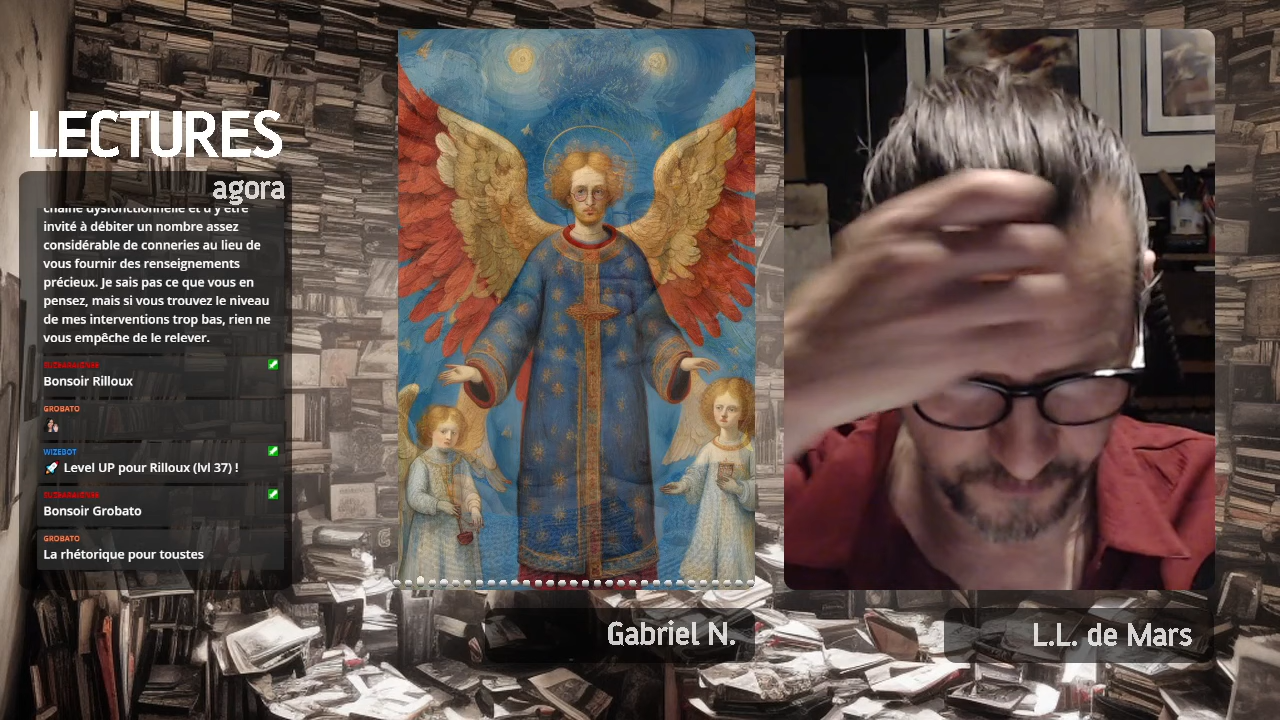 LECTURES
agora
invité à débiter un nombre assez
considérable de conneries au lieu de
vous fournir des renseignements
précieux. Je sais pas ce que vous en
pensez, mais si vous trouvez le niveau
de mes interventions trop bas, rien ne
vous empêche de le relever.
Bonsoir Rilloux
GROBATO
WIZEBOT
Level UP pour Rilloux (lvl 37) !
Bonsoir Grobato
GROBATO
La rhétorique pour toustes
Gabriel N.
L.L. de Mars